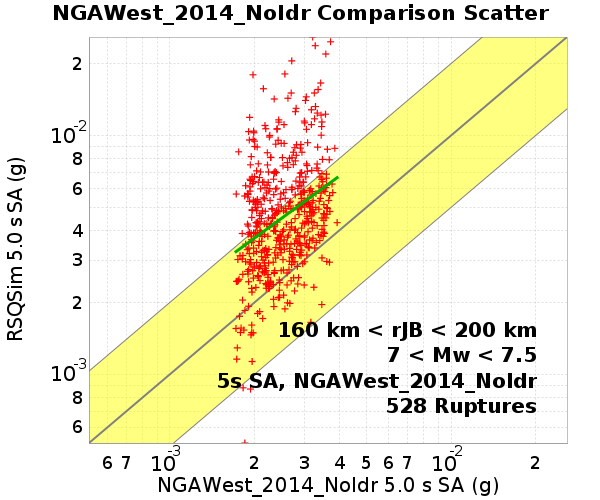 NGAWest_2014_NoIdr Comparison Scatter
RSQSim 5.0 s SA (g)
2
10-2
8
6
4
3
2
10-3
8
6
160 km < rJB < 200 km
7 < Mw < 7.5
5s SA, NGAWest_2014_NoIdr
528 Ruptures
6 7 10-3 2 3 4 5 6 7 8 10-2 2
NGAWest_2014_NoIdr 5.0 s SA (g)